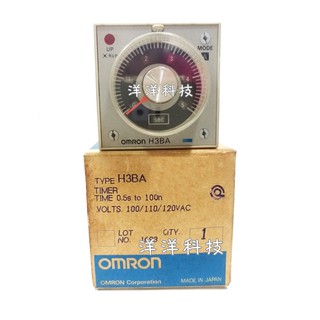 UP
MODE
洋洋科技
SEC
OMRON H3BA
TYPE H3BA
TIMER
TIME 0.5s to 100h
VOLTS. 100/110/120VAC
LOT NO.
QTY. 1
洋洋科技
OMRON
OMRON Corporation
MADE IN JAPAN